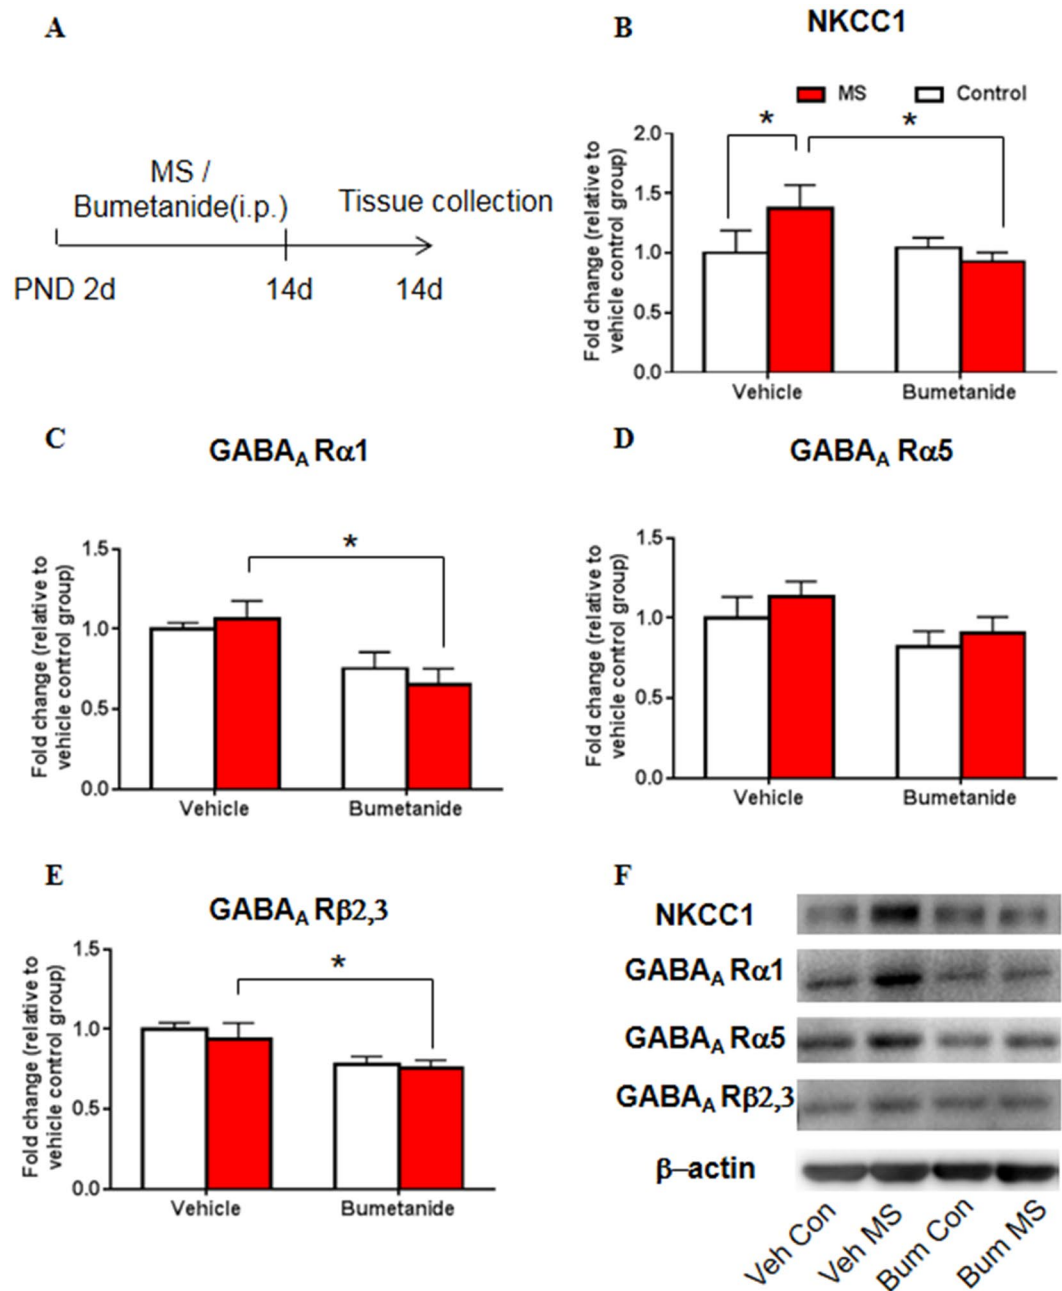 A
MS /
Bumetanide(i.p.)
Tissue collection
PND 2d
14d
14d
B
NKCC1
MS
Control
*
*
Fold change (relative to
vehicle control group)
2.0
1.5
1.0
0.5
0.0
Vehicle
Bumetanide
C
GABAA Rα1
*
Fold change (relative to
vehicle control group)
1.5
1.0
0.5
0.0
Vehicle
Bumetanide
D
GABAA Rα5
Fold change (relative to
vehicle control group)
1.5
1.0
0.5
0.0
Vehicle
Bumetanide
E
GABAA Rβ2,3
*
Fold change (relative to
vehicle control group)
1.5
1.0
0.5
0.0
Vehicle
Bumetanide
F
NKCC1
GABAA Rα1
GABAA Rα5
GABAA Rβ2,3
β–actin
Veh Con
Veh MS
Bum Con
Bum MS